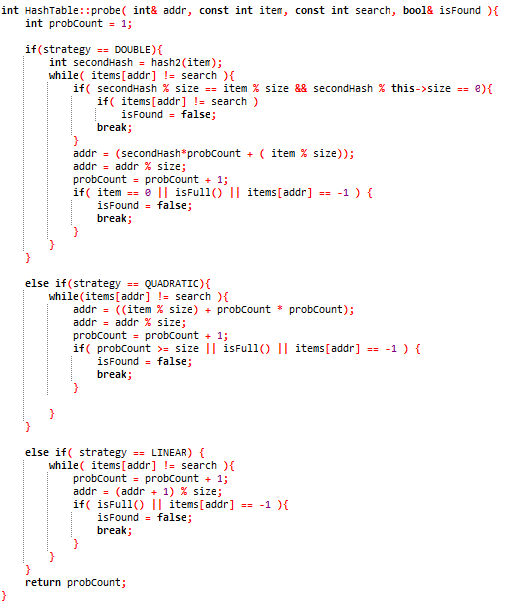 int HashTable::probe( int& addr, const int item, const int search, bool& isFound ){
    int probCount = 1;

    if(strategy == DOUBLE){
        int secondHash = hash2(item);
        while( items[addr] != search ){
            if( secondHash % size == item % size && secondHash % this->size == 0){
                if( items[addr] != search )
                    isFound = false;
                break;
            }
            addr = (secondHash*probCount + ( item % size));
            addr = addr % size;
            probCount = probCount + 1;
            if( item == 0 || isFull() || items[addr] == -1 ) {
                isFound = false;
                break;
            }
        }
    }

    else if(strategy == QUADRATIC){
        while(items[addr] != search ){
            addr = ((item % size) + probCount * probCount);
            addr = addr % size;
            probCount = probCount + 1;
            if( probCount >= size || isFull() || items[addr] == -1 ) {
                isFound = false;
                break;
            }

        }
    }

    else if( strategy == LINEAR) {
        while( items[addr] != search ){
            probCount = probCount + 1;
            addr = (addr + 1) % size;
            if( isFull() || items[addr] == -1 ){
                isFound = false;
                break;
            }
        }
    }
    return probCount;
}